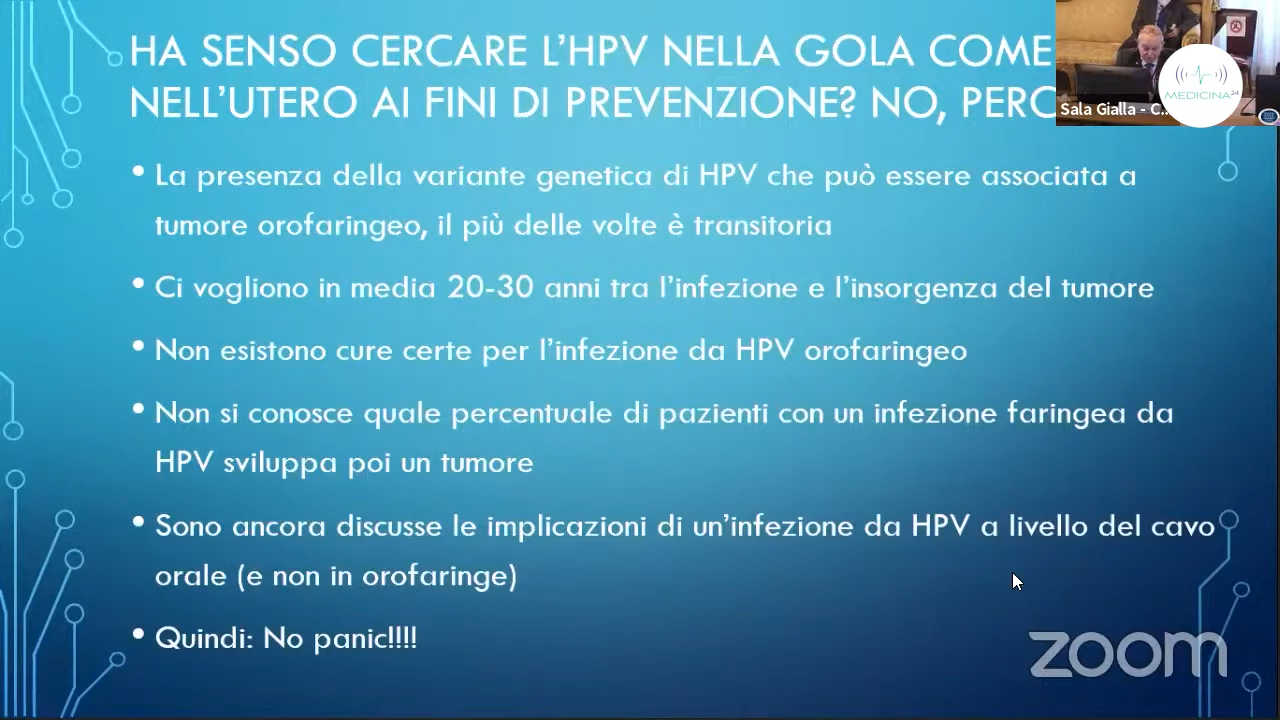 HA SENSO CERCARE L'HPV NELLA GOLA COME
NELL'UTERO AI FINI DI PREVENZIONE? NO, PERC
Sala Gialla - C...
MEDICINA24
• La presenza della variante genetica di HPV che può essere associata a
tumore orofaringeo, il più delle volte è transitoria
• Ci vogliono in media 20-30 anni tra l'infezione e l'insorgenza del tumore
• Non esistono cure certe per l'infezione da HPV orofaringeo
• Non si conosce quale percentuale di pazienti con un infezione faringea da
HPV sviluppa poi un tumore
• Sono ancora discusse le implicazioni di un'infezione da HPV a livello del cavo
orale (e non in orofaringe)
• Quindi: No panic!!!!
zoom